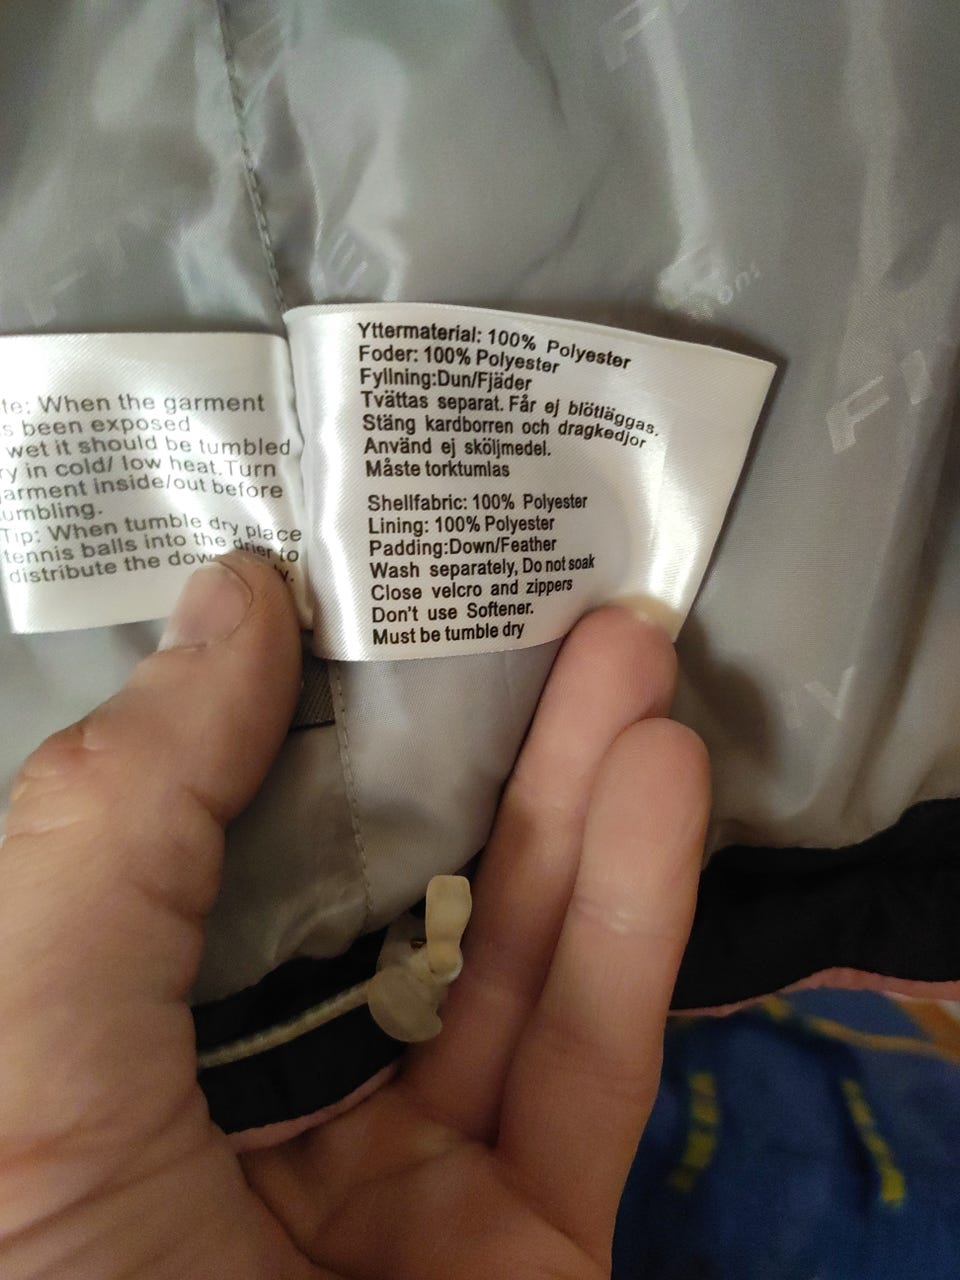 te: When the garment
s been exposed
wet it should be tumbled
ry in cold/ low heat.Turn
arment inside/out before
umbling.
Tip: When tumble dry place
tennis balls into the drier to
distribute the dow
y.
Yttermaterial: 100% Polyester
Foder: 100% Polyester
Fyllning:Dun/Fjäder
Tvättas separat. Får ej blötläggas.
Stäng kardborren och dragkedjor
Använd ej sköljmedel.
Måste torktumlas
Shellfabric: 100% Polyester
Lining: 100% Polyester
Padding:Down/Feather
Wash separately, Do not soak
Close velcro and zippers
Don't use Softener.
Must be tumble dry